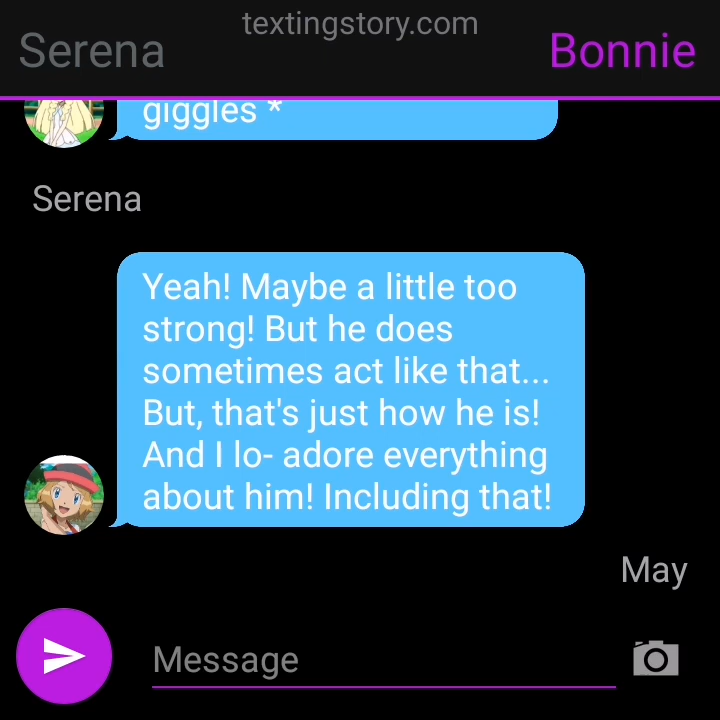 textingstory.com
Serena
Bonnie
giggles *
Serena
Yeah! Maybe a little too
strong! But he does
sometimes act like that...
But, that's just how he is!
And I lo- adore everything
about him! Including that!
May
Message